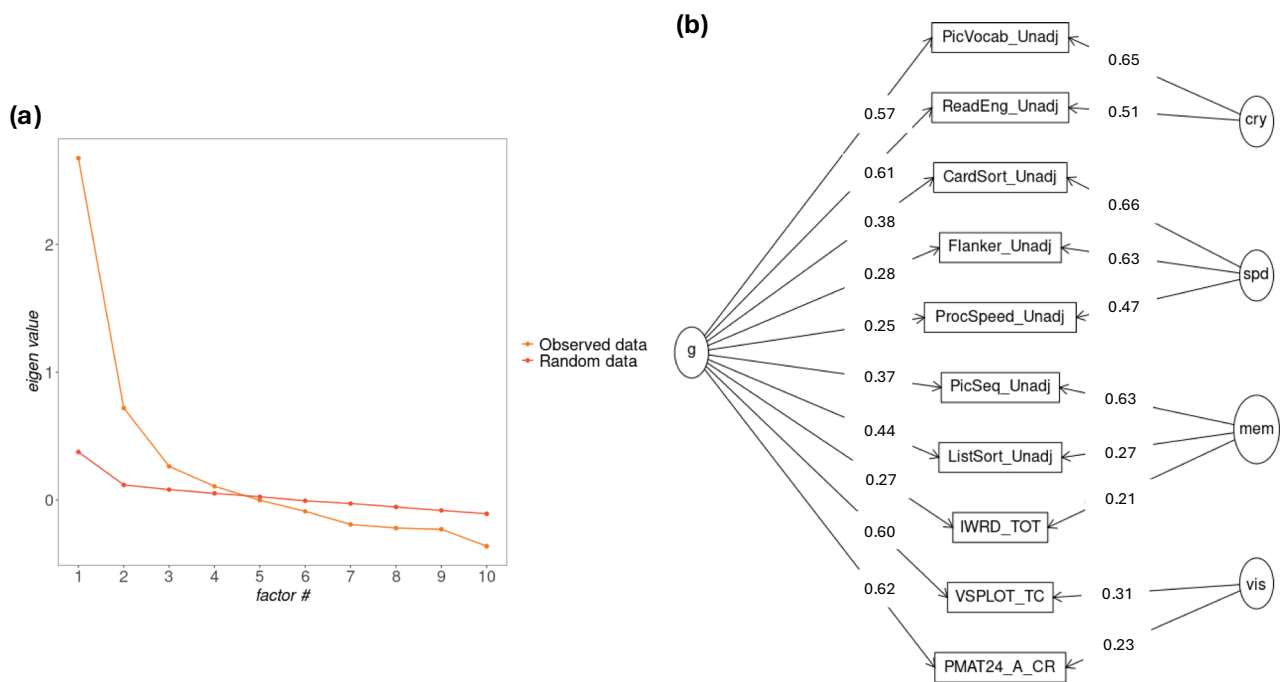 (a)
eigen value
2
1
0
1 2 3 4 5 6 7 8 9 10
factor #
Observed data
Random data
(b)
g
0.57
0.61
0.38
0.28
0.25
0.37
0.44
0.27
0.60
0.62
PicVocab_Unadj
ReadEng_Unadj
CardSort_Unadj
Flanker_Unadj
ProcSpeed_Unadj
PicSeq_Unadj
ListSort_Unadj
IWRD_TOT
VSPLOT_TC
PMAT24_A_CR
0.65
0.51
0.66
0.63
0.47
0.63
0.27
0.21
0.31
0.23
cry
spd
mem
vis